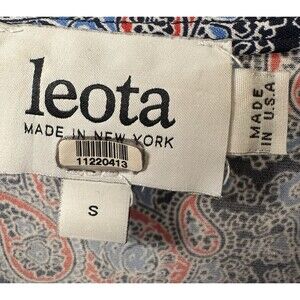 leota
MADE IN NEW YORK
11220413
S
MADE
IN U.S.A